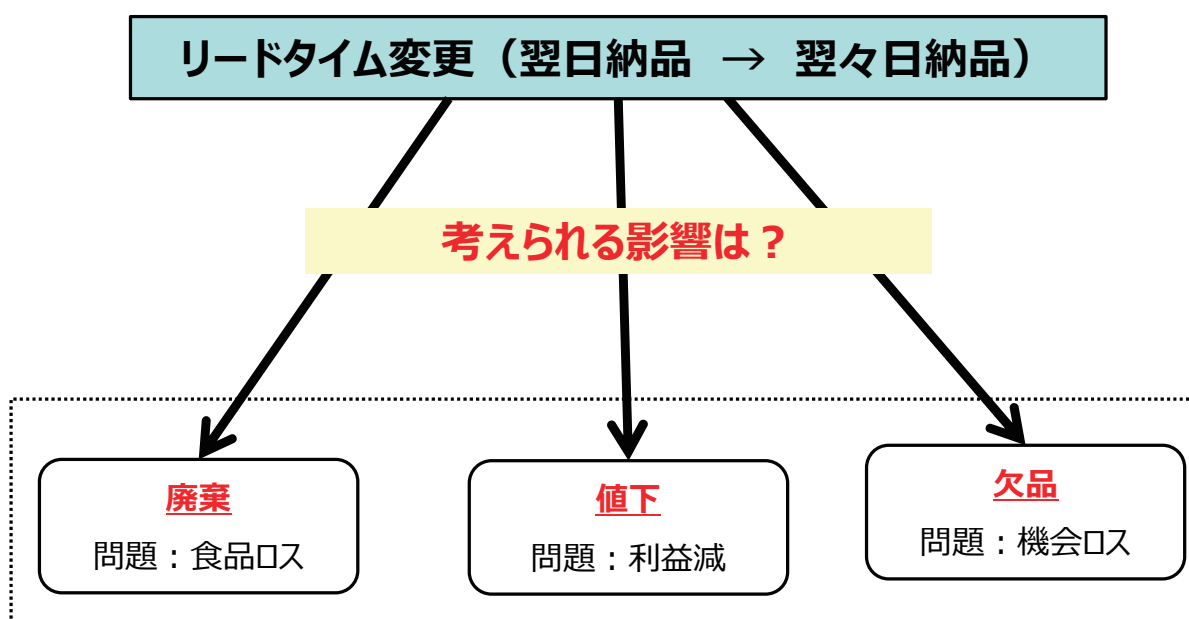 リードタイム変更（翌日納品 → 翌々日納品）
考えられる影響は？
廃棄
問題：食品ロス
値下
問題：利益減
欠品
問題：機会ロス